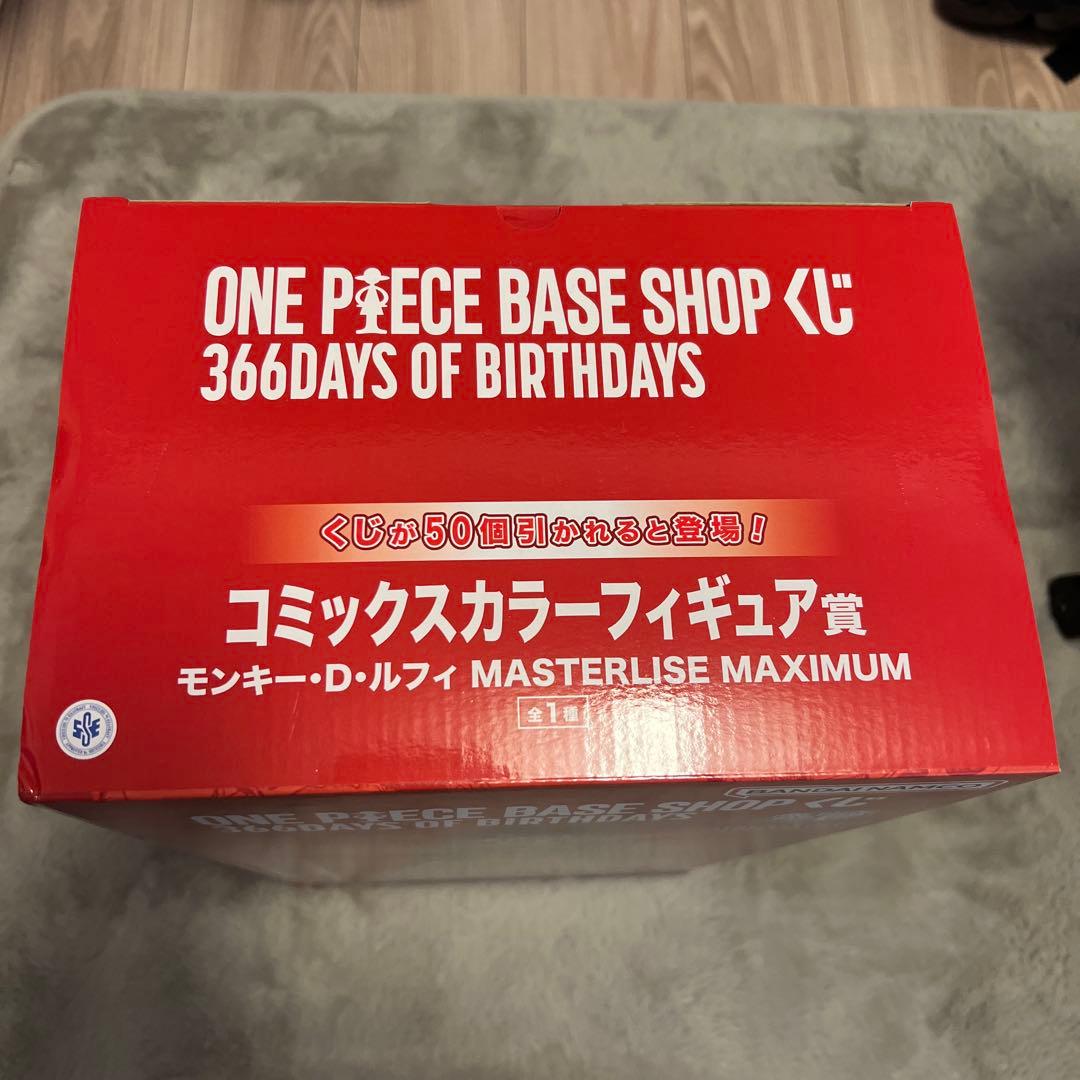 ONE PIECE BASE SHOP くじ
366DAYS OF BIRTHDAYS
くじが50個引かれると登場！
コミックスカラーフィギュア賞
モンキー・D・ルフィ MASTERLISE MAXIMUM
全1種
ONE PIECE BASE SHOP くじ
366DAYS OF BIRTHDAYS
BANDAI NAMCO